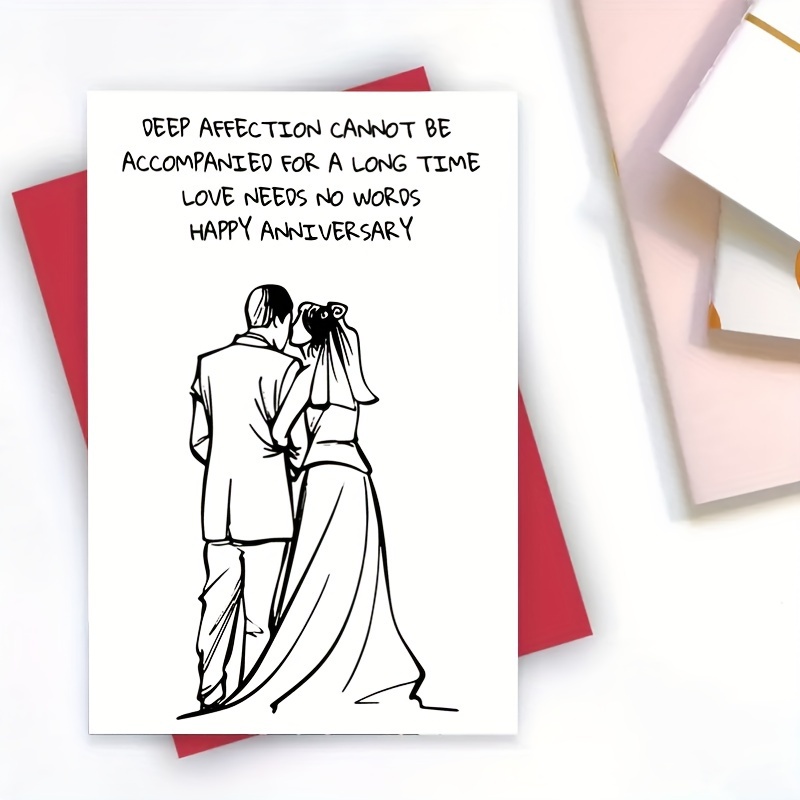 DEEP AFFECTION CANNOT BE
ACCOMPANIED FOR A LONG TIME
LOVE NEEDS NO WORDS
HAPPY ANNIVERSARY